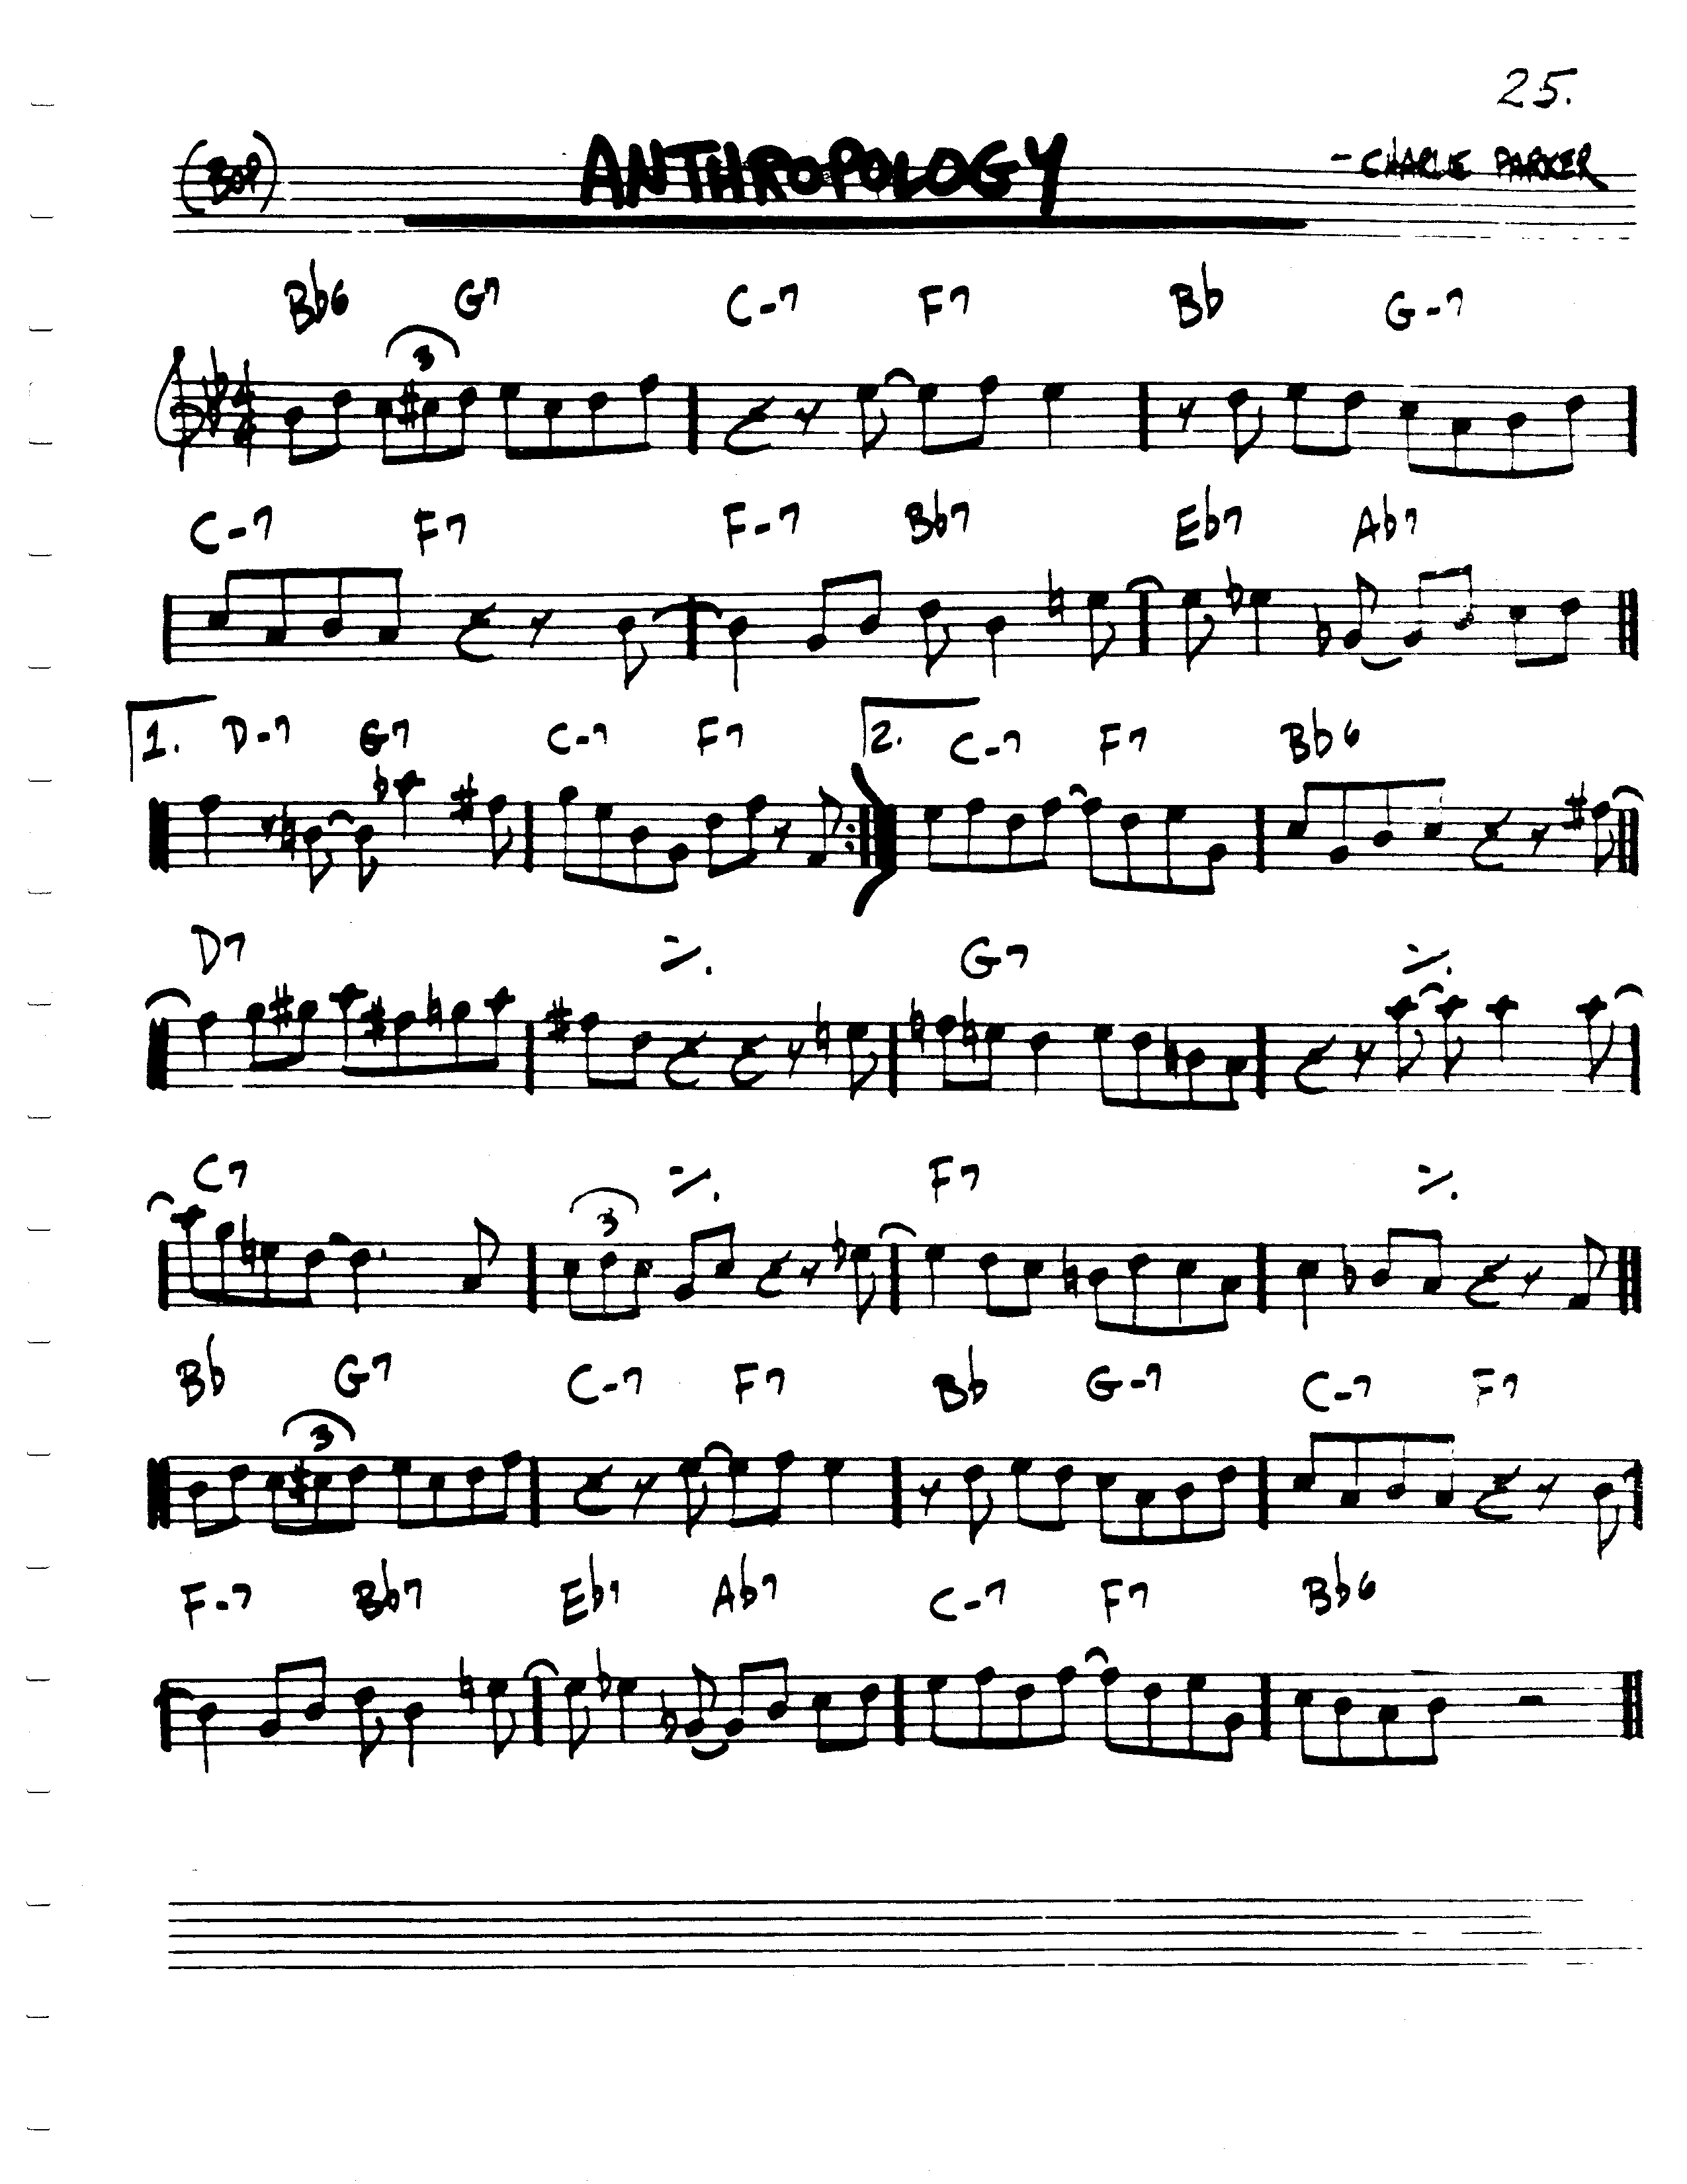 25.
(BOP) ANTHROPOLOGY - CHARLIE PARKER
Bb6 G7 C-7 F7 Bb G-7
3
4 4
C-7 F7 F-7 Bb7 Eb7 Ab7
1. D-7 G7 C-7 F7 2. C-7 F7 Bb6
D7 G7
C7 F7
3
Bb G7 C-7 F7 Bb G-7 C-7 F7
3
F-7 Bb7 Eb7 Ab7 C-7 F7 Bb6